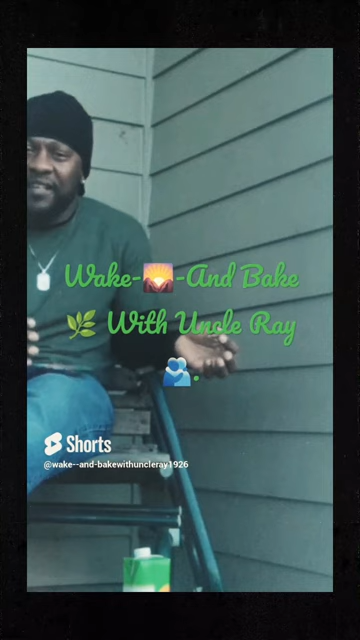 Wake-🌄-And Bake
🌿 With Uncle Ray
🫂.
Shorts
@wake--and-bakewithuncleray1926